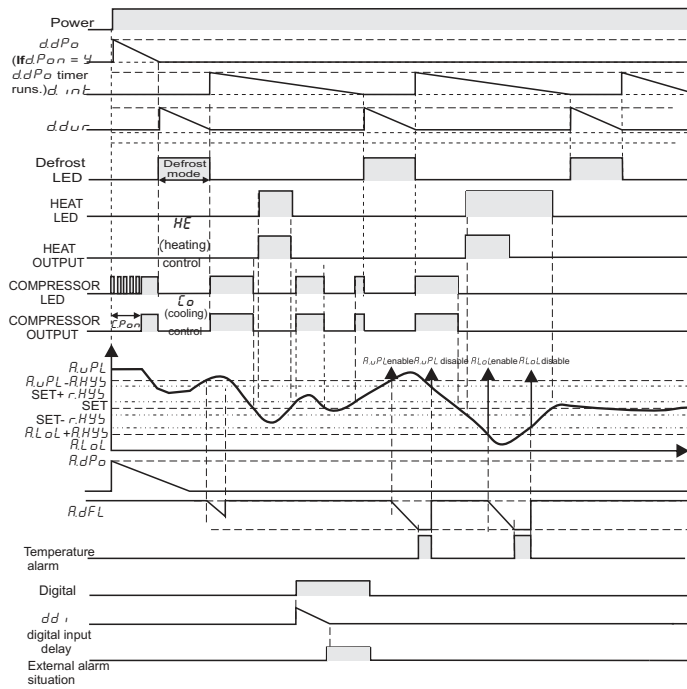 Power
d.dPo
(If d.Pon = y
d.dPo timer
runs.) d. int
d.dur
Defrost
LED
Defrost
mode
HEAT
LED
HE
HEAT
OUTPUT
(heating)
control
COMPRESSOR
LED
Co
(cooling)
control
C.Pon
COMPRESSOR
OUTPUT
A.uPL
A.uPL enable A.uPL disable A.LoL enable A.LoL disable
A.uPL-A.HYS
SET+ r.HYS
SET
SET- r.HYS
A.LoL +A.HYS
A.LoL
A.dPo
A.dFL
Temperature
alarm
Digital
dd i
digital input
delay
External alarm
situation